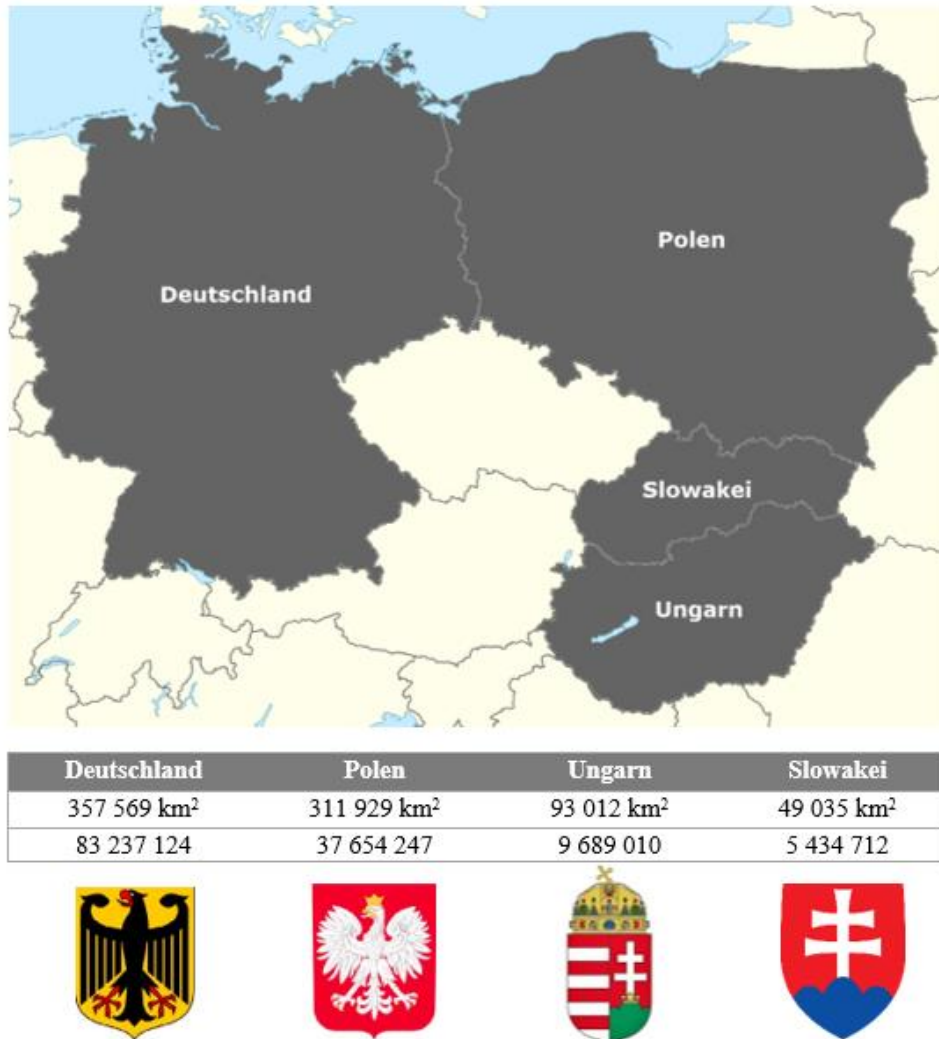 Deutschland
Polen
Slowakei
Ungarn
Deutschland Polen Ungarn Slowakei
357 569 km² 311 929 km² 93 012 km² 49 035 km²
83 237 124 37 654 247 9 689 010 5 434 712